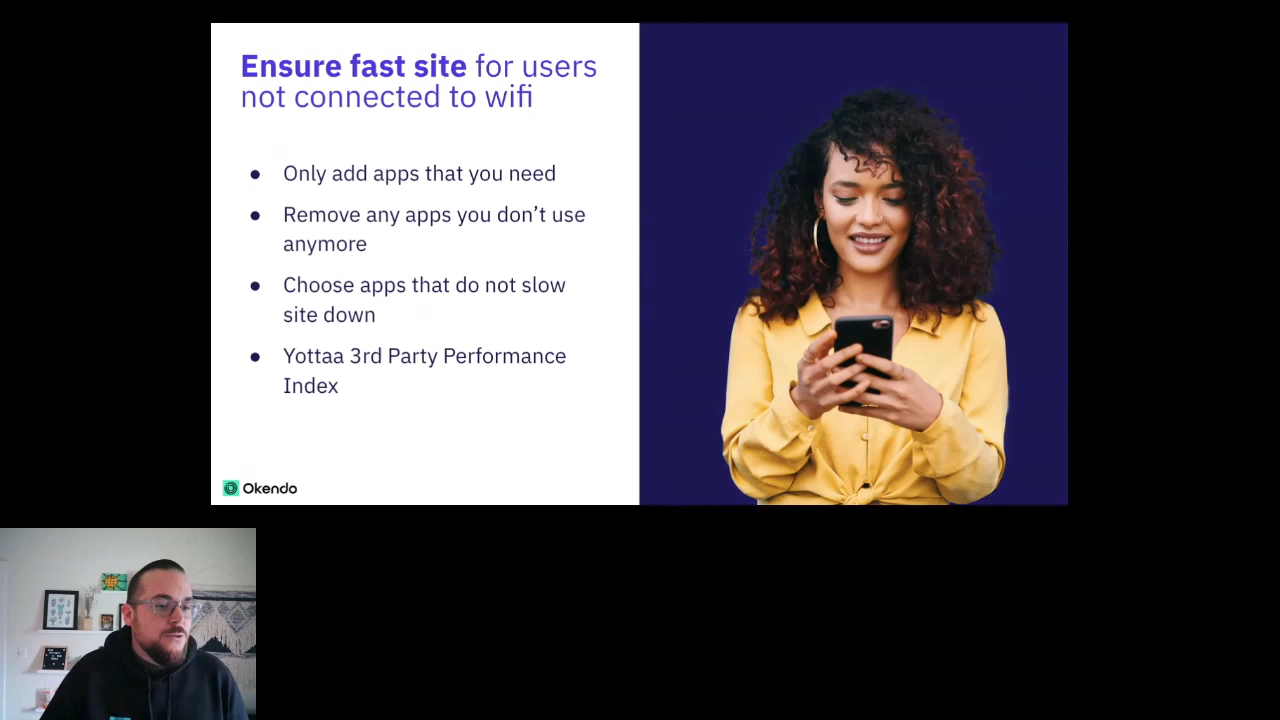 Ensure fast site for users
not connected to wifi
● Only add apps that you need
● Remove any apps you don’t use
anymore
● Choose apps that do not slow
site down
● Yottaa 3rd Party Performance
Index
Okendo